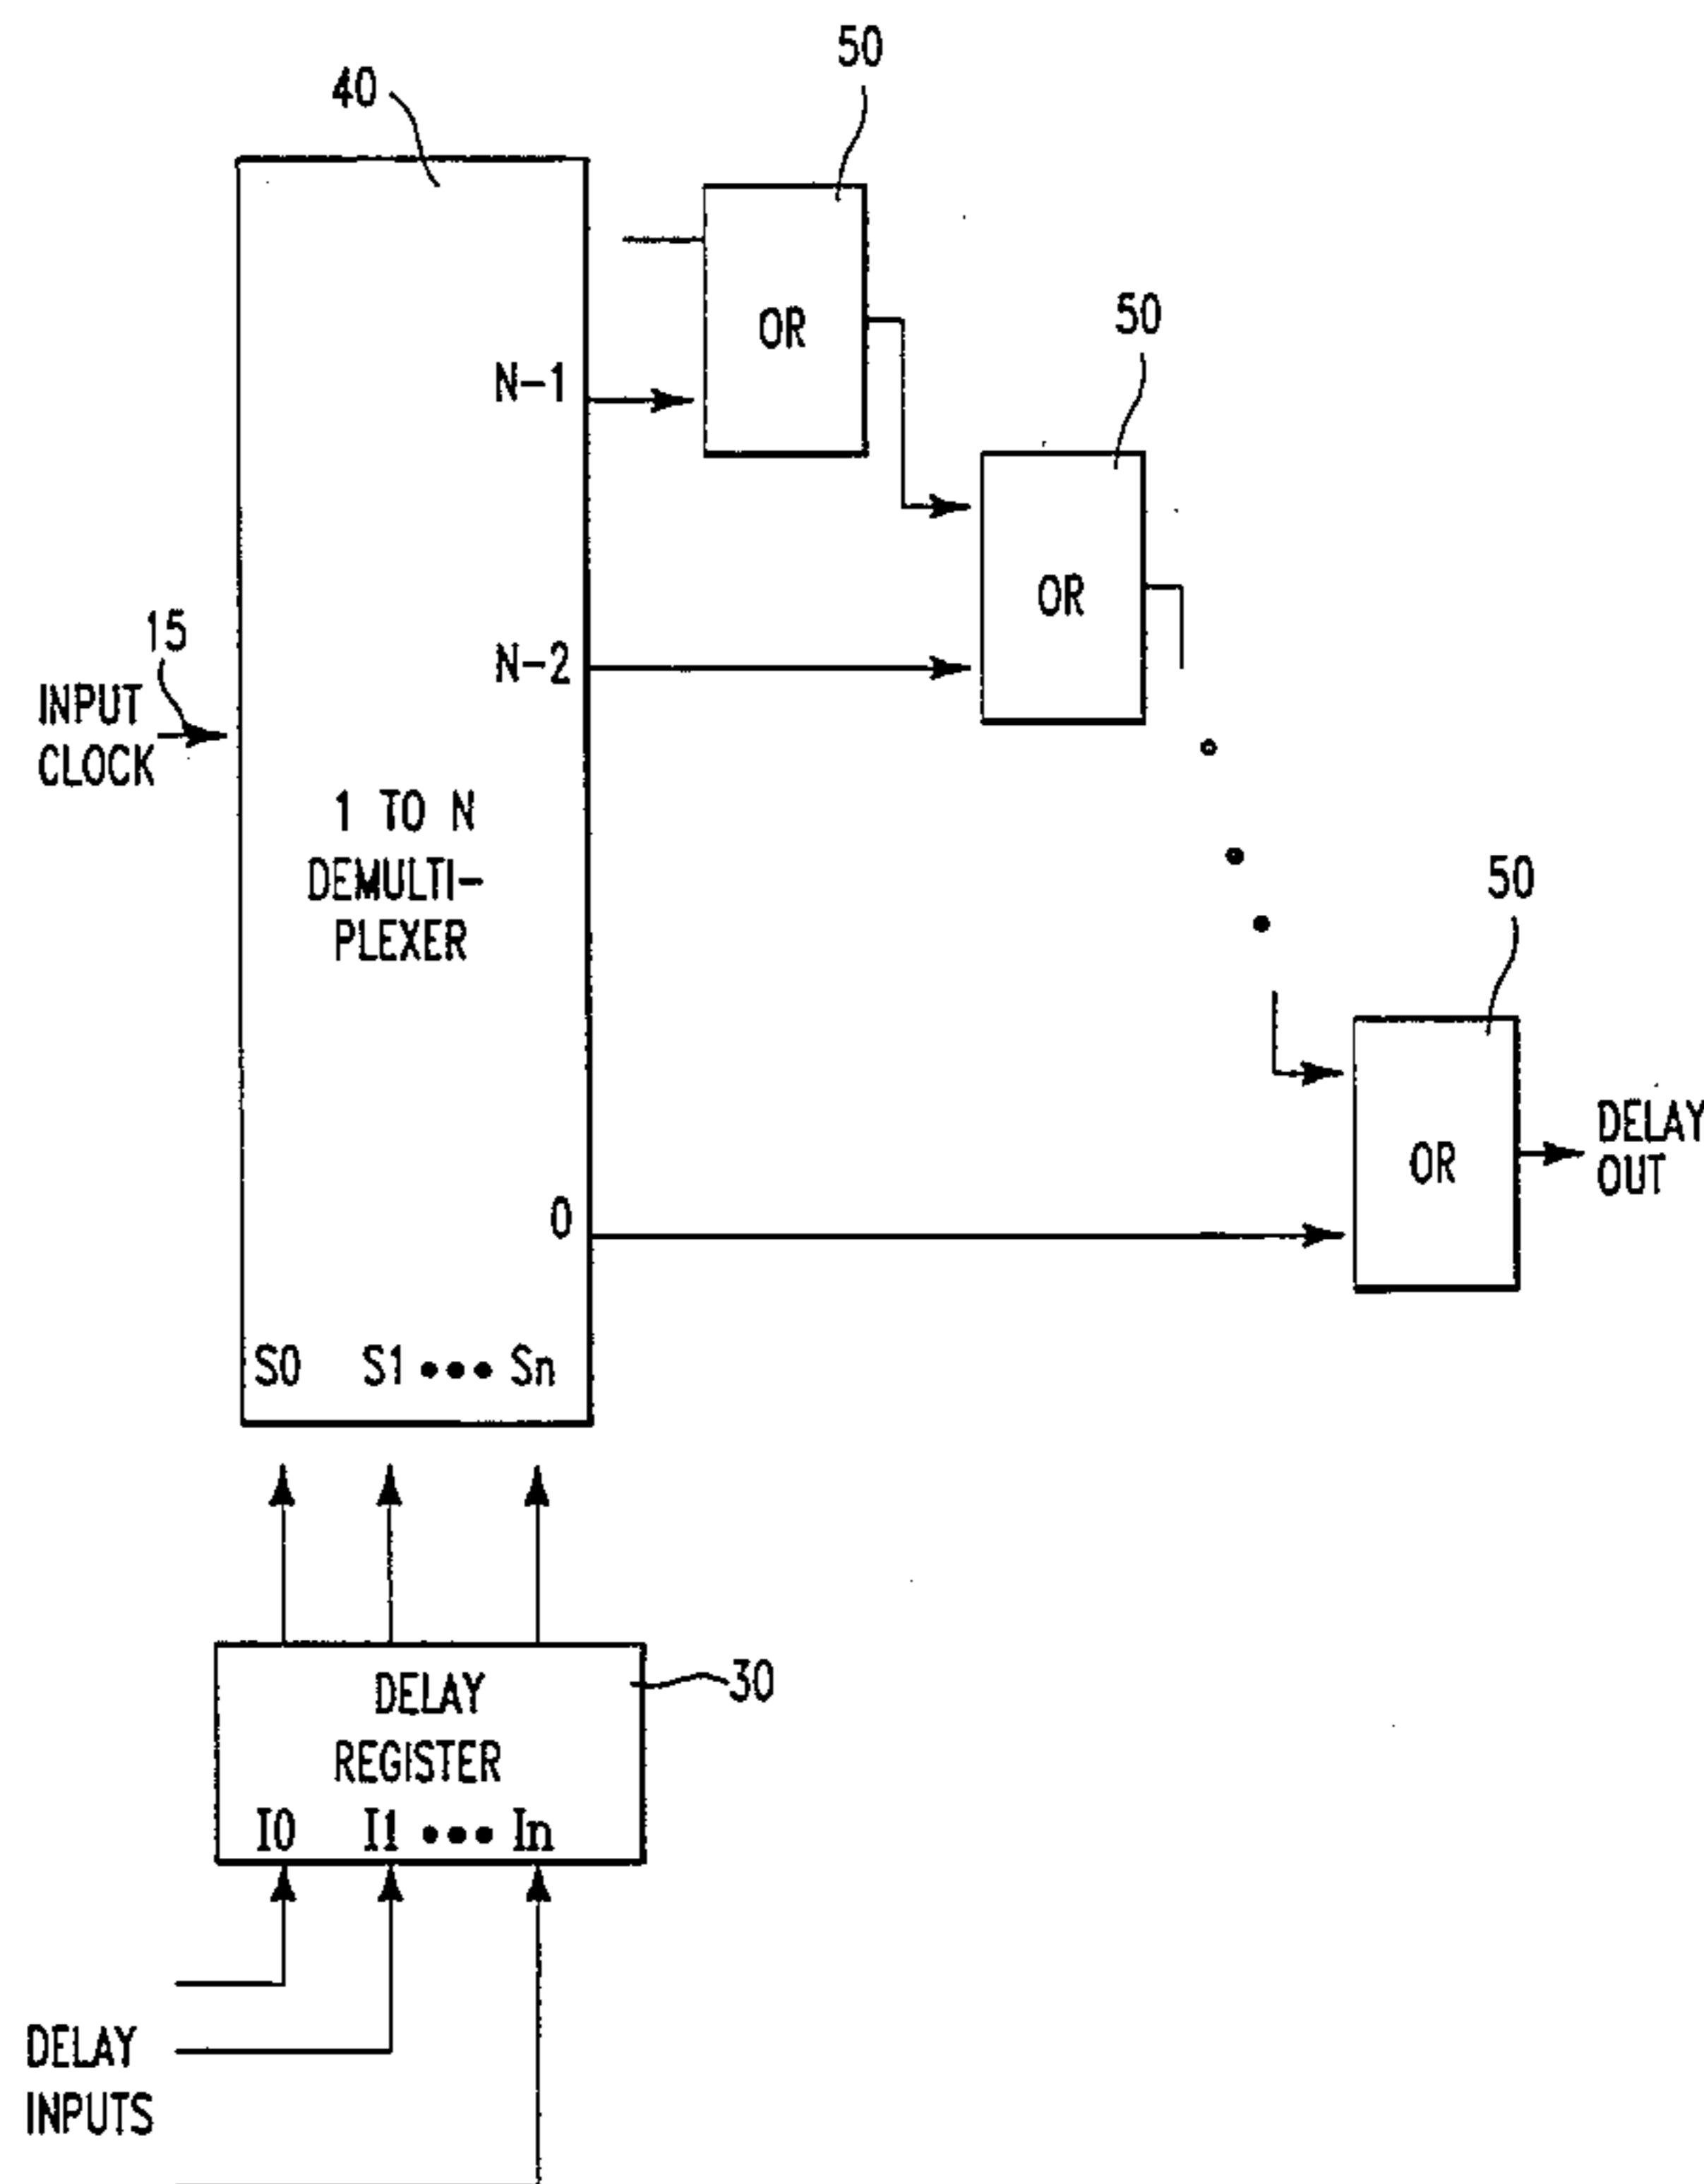 50
40
OR
50
N-1
OR
15
N-2
INPUT
CLOCK
1 TO N
DEMULTI-
PLEXER
50
DELAY
OUT
OR
0
S0 S1 ••• Sn
DELAY
REGISTER
30
I0 I1 ••• In
DELAY
INPUTS